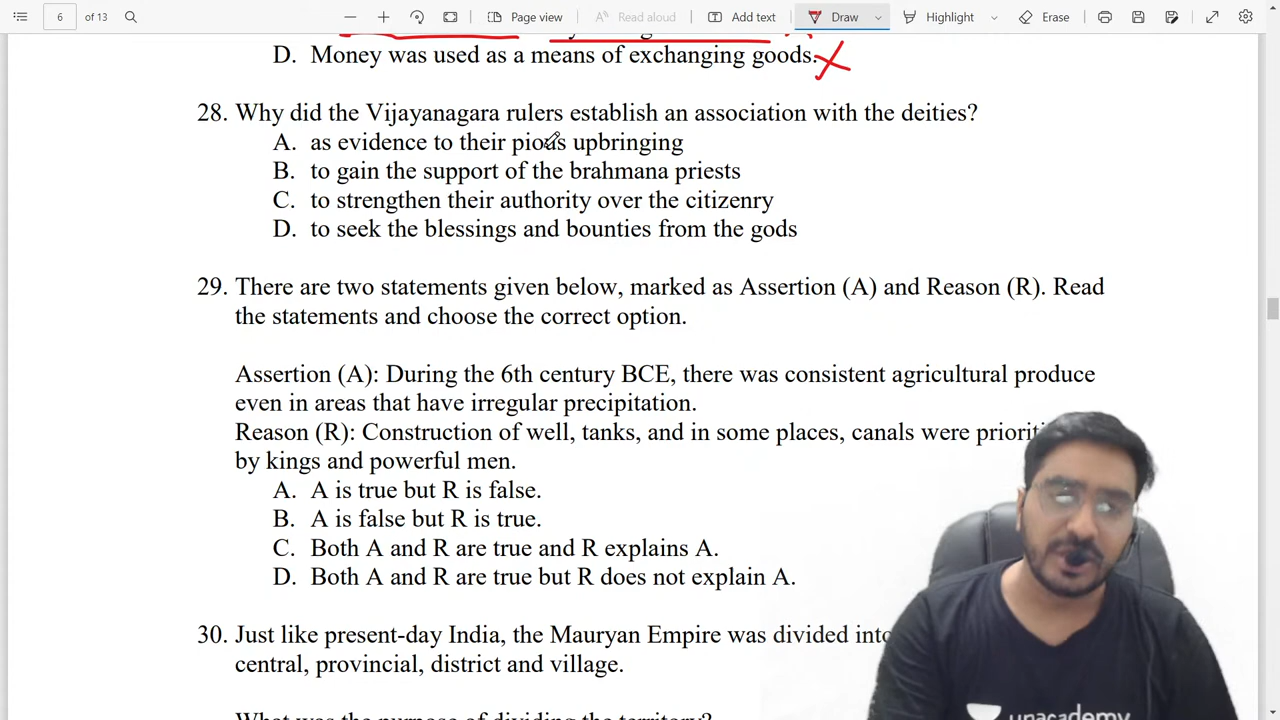 6 of 13 Page view Read aloud Add text Draw Highlight Erase
D. Money was used as a means of exchanging goods.
28. Why did the Vijayanagara rulers establish an association with the deities?
A. as evidence to their pious upbringing
B. to gain the support of the brahmana priests
C. to strengthen their authority over the citizenry
D. to seek the blessings and bounties from the gods
29. There are two statements given below, marked as Assertion (A) and Reason (R). Read
the statements and choose the correct option.
Assertion (A): During the 6th century BCE, there was consistent agricultural produce
even in areas that have irregular precipitation.
Reason (R): Construction of well, tanks, and in some places, canals were
by kings and powerful men.
A. A is true but R is false.
B. A is false but R is true.
C. Both A and R are true and R explains A.
D. Both A and R are true but R does not explain A.
30. Just like present-day India, the Mauryan Empire was divided into
central, provincial, district and village.
What was the purpose of dividing the territory?
unacademy